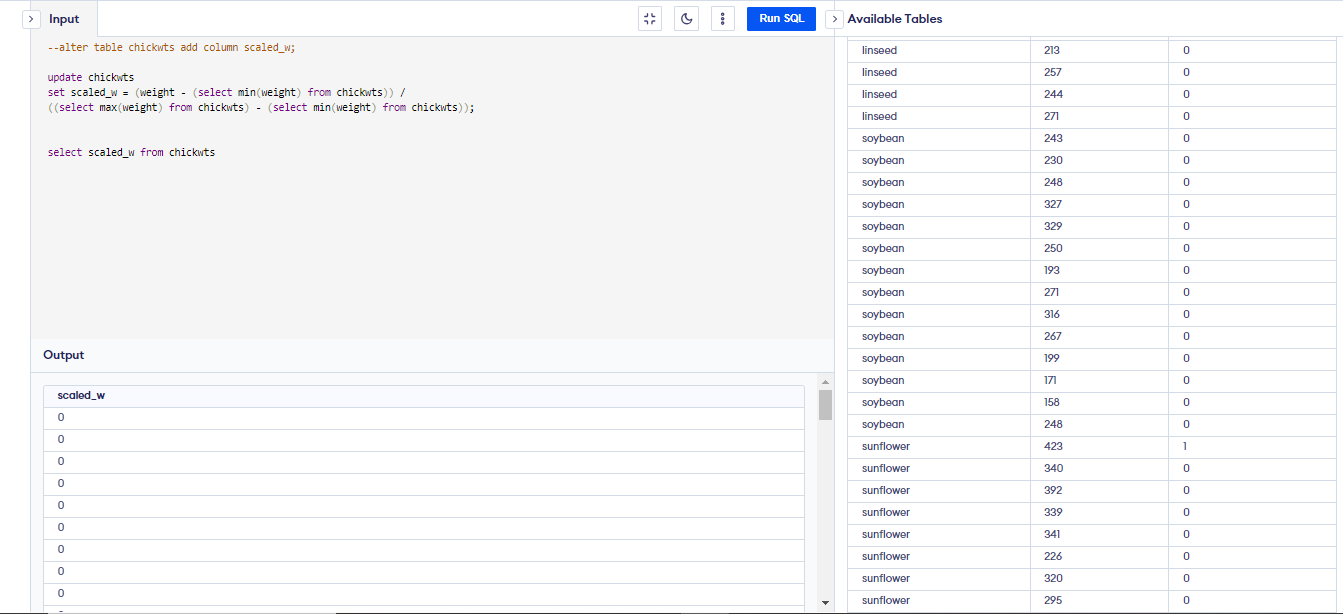 Input
Run SQL
--alter table chickwts add column scaled_w;
update chickwts
set scaled_w = (weight - (select min(weight) from chickwts)) /
((select max(weight) from chickwts) - (select min(weight) from chickwts));
select scaled_w from chickwts
Output
scaled_w
0
0
0
0
0
0
0
0
0
Available Tables
linseed 213 0
linseed 257 0
linseed 244 0
linseed 271 0
soybean 243 0
soybean 230 0
soybean 248 0
soybean 327 0
soybean 329 0
soybean 250 0
soybean 193 0
soybean 271 0
soybean 316 0
soybean 267 0
soybean 199 0
soybean 171 0
soybean 158 0
soybean 248 0
sunflower 423 1
sunflower 340 0
sunflower 392 0
sunflower 339 0
sunflower 341 0
sunflower 226 0
sunflower 320 0
sunflower 295 0